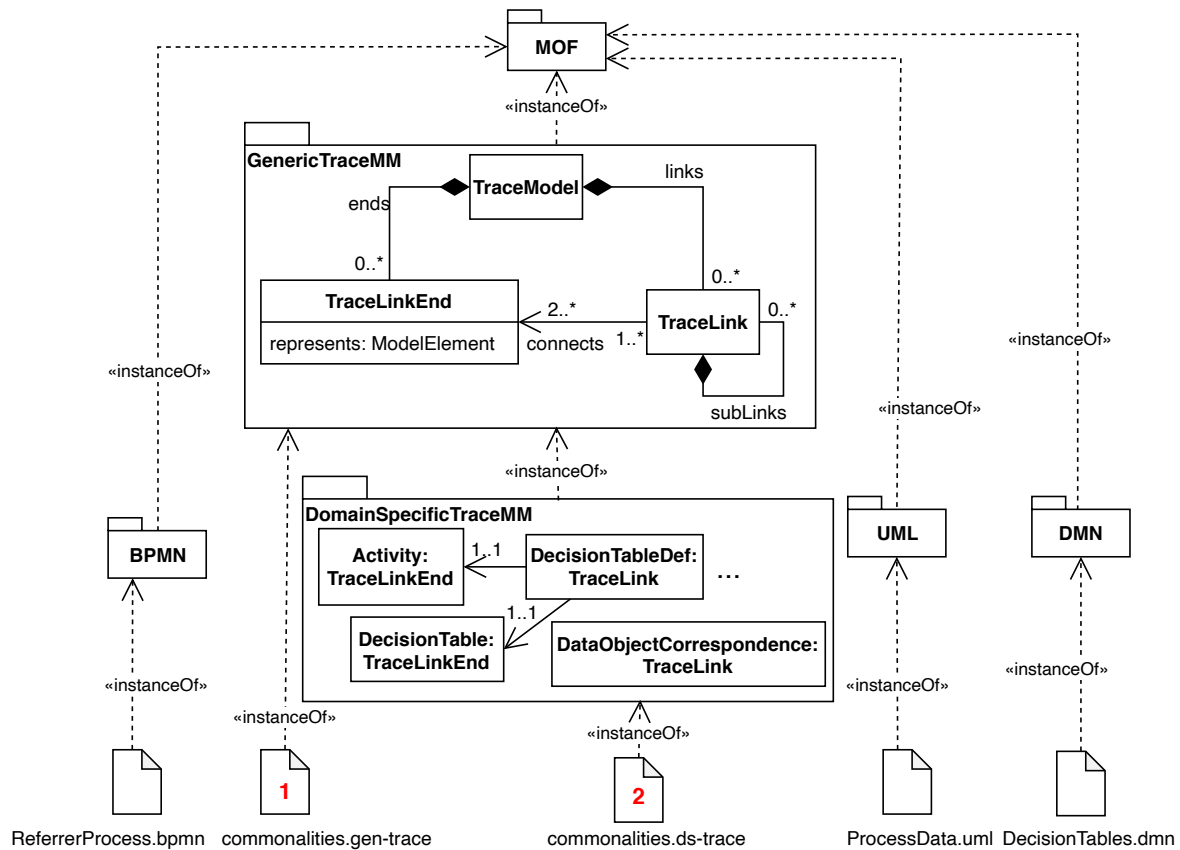 MOF
«instanceOf»
GenericTraceMM
TraceModel
links
ends
0..*
0..*
TraceLinkEnd
represents: ModelElement
2..*
connects
1..*
TraceLink
0..*
subLinks
«instanceOf»
«instanceOf»
«instanceOf»
«instanceOf»
DomainSpecificTraceMM
BPMN
Activity:
TraceLinkEnd
1..1
DecisionTableDef:
TraceLink
...
1..1
DecisionTable:
TraceLinkEnd
DataObjectCorrespondence:
TraceLink
UML
DMN
«instanceOf»
«instanceOf»
«instanceOf»
«instanceOf»
«instanceOf»
1
2
ReferrerProcess.bpmn
commonalities.gen-trace
commonalities.ds-trace
ProcessData.uml
DecisionTables.dmn